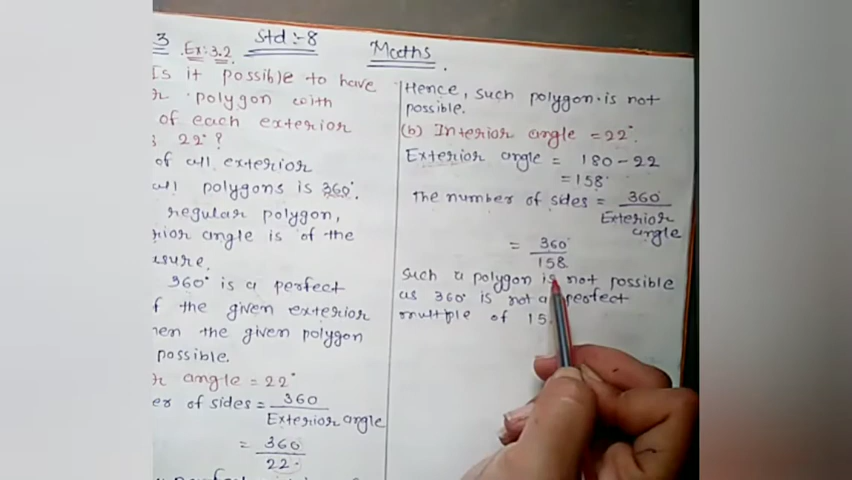 3 Ex: 3.2 Std :- 8 Maths
Is it possible to have
polygon with
of each exterior
22°?
of all exterior
all polygons is 360°.
regular polygon,
rior angle is of the
sure.
360° is a perfect
f the given exterior
hen the given polygon
possible.
r angle = 22°
er of sides = 360
Exterior angle
= 360
22
Hence, such polygon is not
possible.
(b) Interior angle = 22°
Exterior angle = 180 - 22
= 158°
The number of sides = 360
Exterior
angle
= 360°
158
Such a polygon is not possible
as 360° is not a perfect
multiple of 15